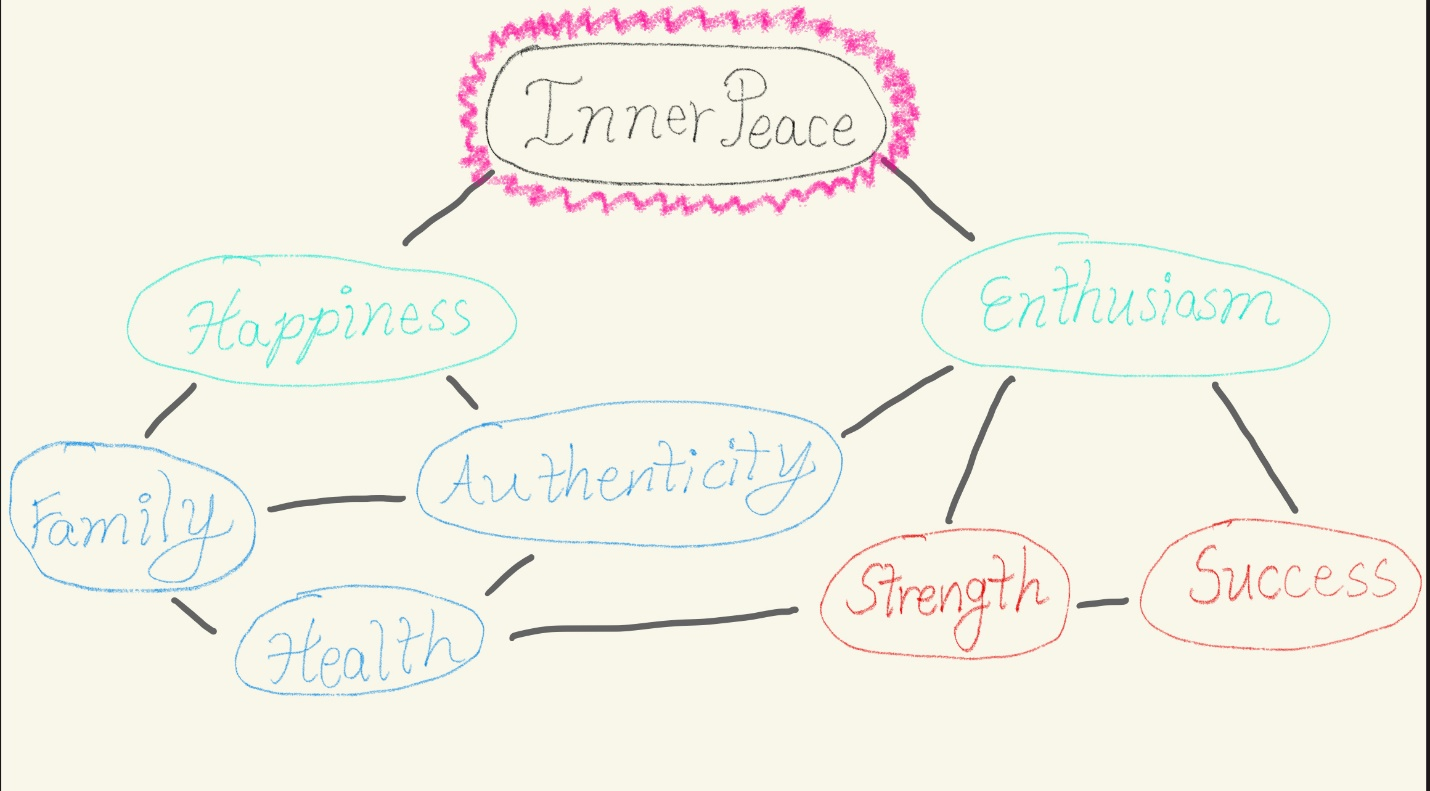 Inner Peace
Happiness
Enthusiasm
Family
Authenticity
Health
Strength
Success